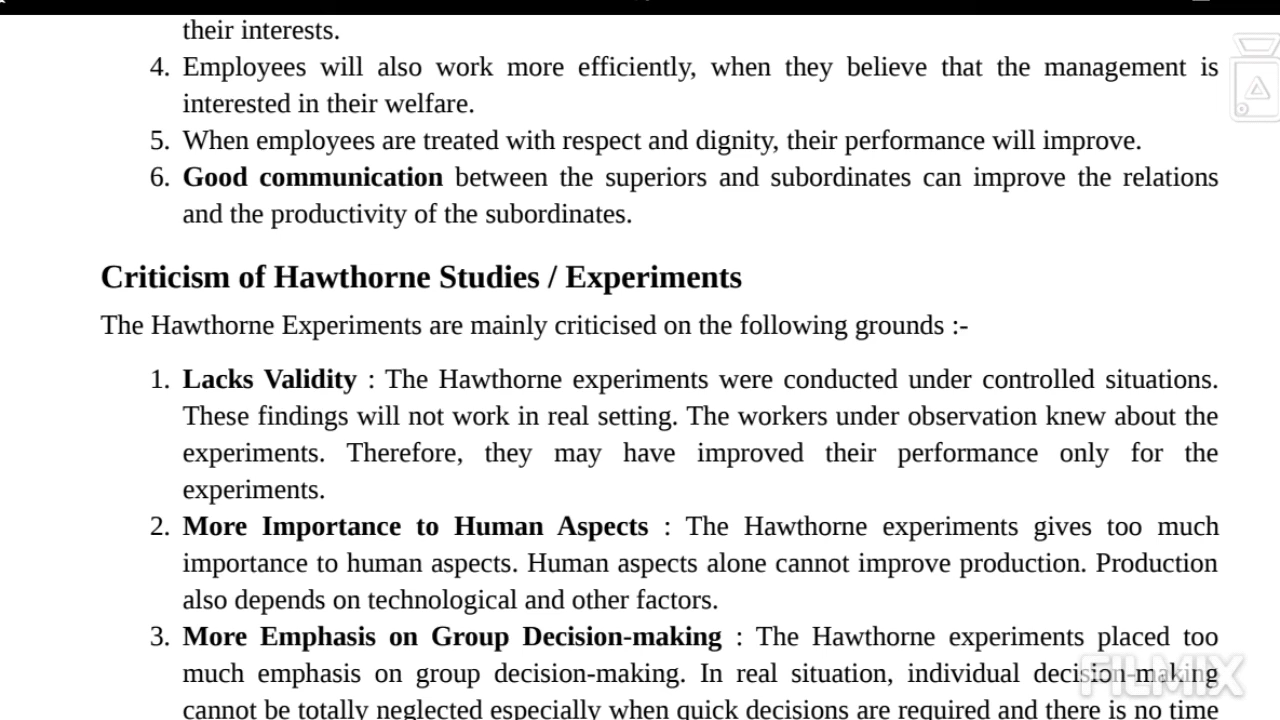 their interests.
4. Employees will also work more efficiently, when they believe that the management is
interested in their welfare.
5. When employees are treated with respect and dignity, their performance will improve.
6. Good communication between the superiors and subordinates can improve the relations
and the productivity of the subordinates.
Criticism of Hawthorne Studies / Experiments
The Hawthorne Experiments are mainly criticised on the following grounds :-
1. Lacks Validity : The Hawthorne experiments were conducted under controlled situations.
These findings will not work in real setting. The workers under observation knew about the
experiments. Therefore, they may have improved their performance only for the
experiments.
2. More Importance to Human Aspects : The Hawthorne experiments gives too much
importance to human aspects. Human aspects alone cannot improve production. Production
also depends on technological and other factors.
3. More Emphasis on Group Decision-making : The Hawthorne experiments placed too
much emphasis on group decision-making. In real situation, individual decision-making
cannot be totally neglected especially when quick decisions are required and there is no time
FILMIX